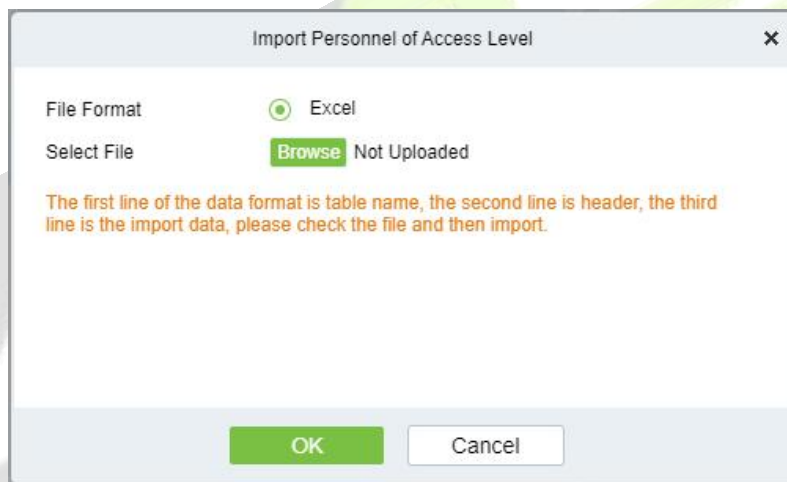 Import Personnel of Access Level
File Format Excel
Select File Browse Not Uploaded
The first line of the data format is table name, the second line is header, the third
line is the import data, please check the file and then import.
OK Cancel